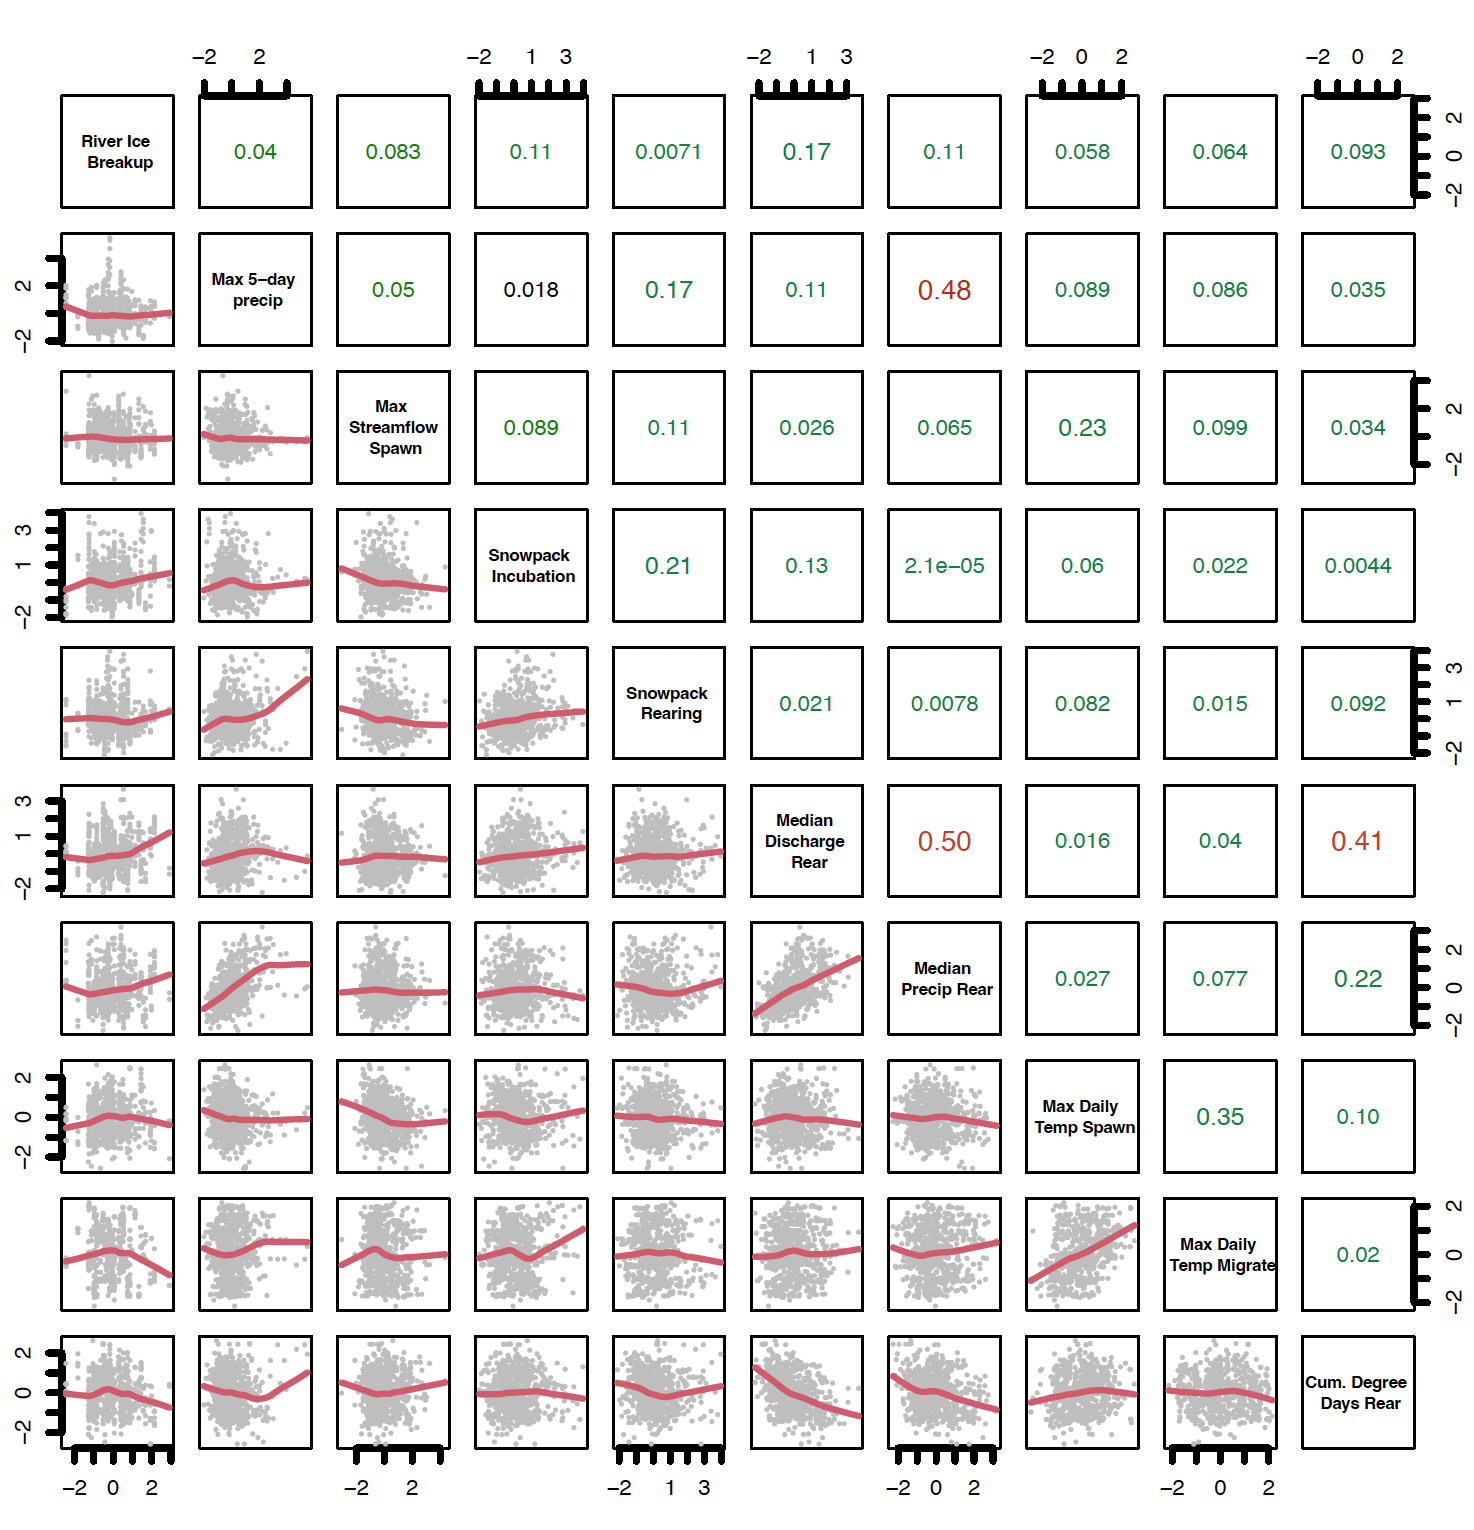 −2 2 −2 1 3 −2 1 3 −2 0 2 −2 0 2
River Ice
Breakup
0.04 0.083 0.11 0.0071 0.17 0.11 0.058 0.064 0.093
−2 0 2
−2 2
Max 5−day
precip
0.05 0.018 0.17 0.11 0.48 0.089 0.086 0.035
Max
Streamflow
Spawn
0.089 0.11 0.026 0.065 0.23 0.099 0.034
−2 2
−2 1 3
Snowpack
Incubation
0.21 0.13 2.1e−05 0.06 0.022 0.0044
Snowpack
Rearing
0.021 0.0078 0.082 0.015 0.092
−2 1 3
−2 1 3
Median
Discharge
Rear
0.50 0.016 0.04 0.41
Median
Precip Rear
0.027 0.077 0.22
−2 0 2
−2 0 2
Max Daily
Temp Spawn
0.35 0.10
Max Daily
Temp Migrate
0.02
−2 0 2
−2 0 2
Cum. Degree
Days Rear
−2 0 2 −2 2 −2 1 3 −2 0 2 −2 0 2